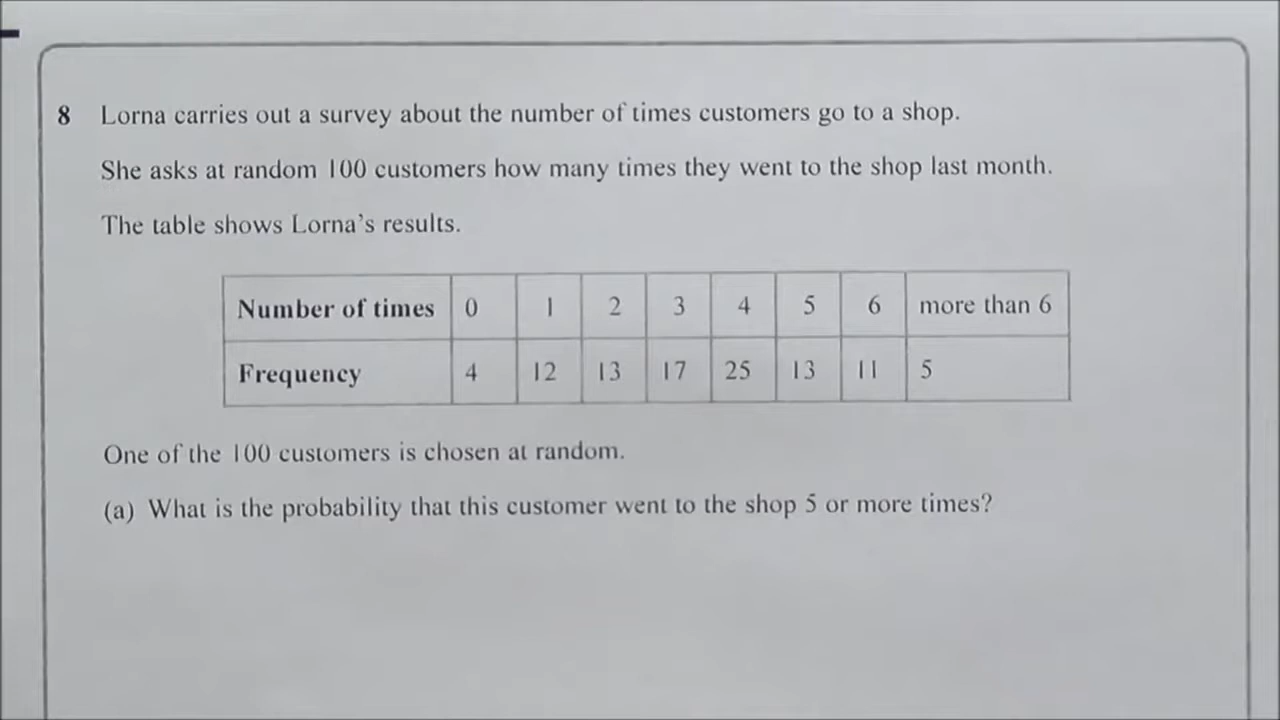 8 Lorna carries out a survey about the number of times customers go to a shop.
She asks at random 100 customers how many times they went to the shop last month.
The table shows Lorna’s results.
Number of times 0 1 2 3 4 5 6 more than 6
Frequency 4 12 13 17 25 13 11 5
One of the 100 customers is chosen at random.
(a) What is the probability that this customer went to the shop 5 or more times?